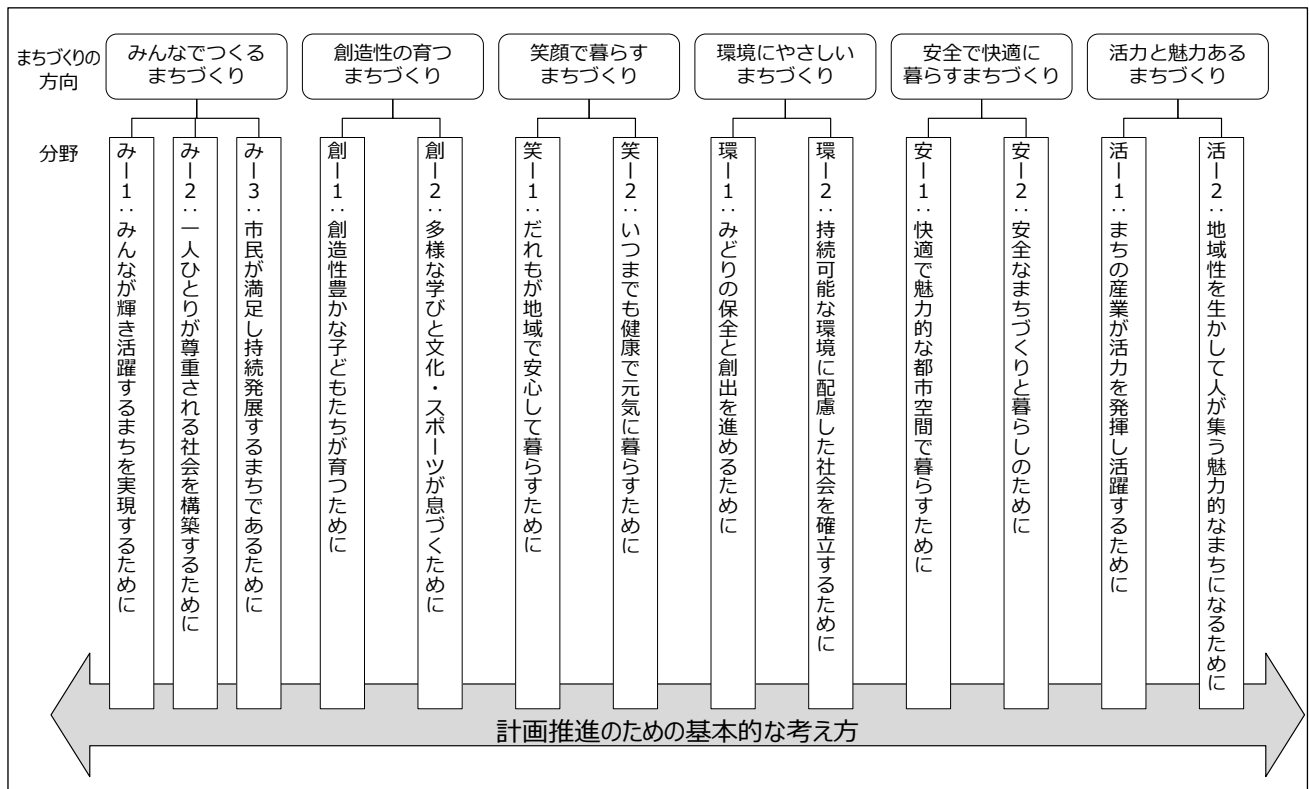 まちづくりの
方向
みんなでつくる
まちづくり
創造性の育つ
まちづくり
笑顔で暮らす
まちづくり
環境にやさしい
まちづくり
安全で快適に
暮らすまちづくり
活力と魅力ある
まちづくり
分野
みー1：みんなが輝き活躍するまちを実現するために
みー2：一人ひとりが尊重される社会を構築するために
みー3：市民が満足し持続発展するまちであるために
創ー1：創造性豊かな子どもたちが育つために
創ー2：多様な学びと文化・スポーツが息づくために
笑ー1：だれもが地域で安心して暮らすために
笑ー2：いつまでも健康で元気に暮らすために
環ー1：みどりの保全と創出を進めるために
環ー2：持続可能な環境に配慮した社会を確立するために
安ー1：快適で魅力的な都市空間で暮らすために
安ー2：安全なまちづくりと暮らしのために
活ー1：まちの産業が活力を発揮し活躍するために
活ー2：地域性を生かして人が集う魅力的なまちになるために
計画推進のための基本的な考え方